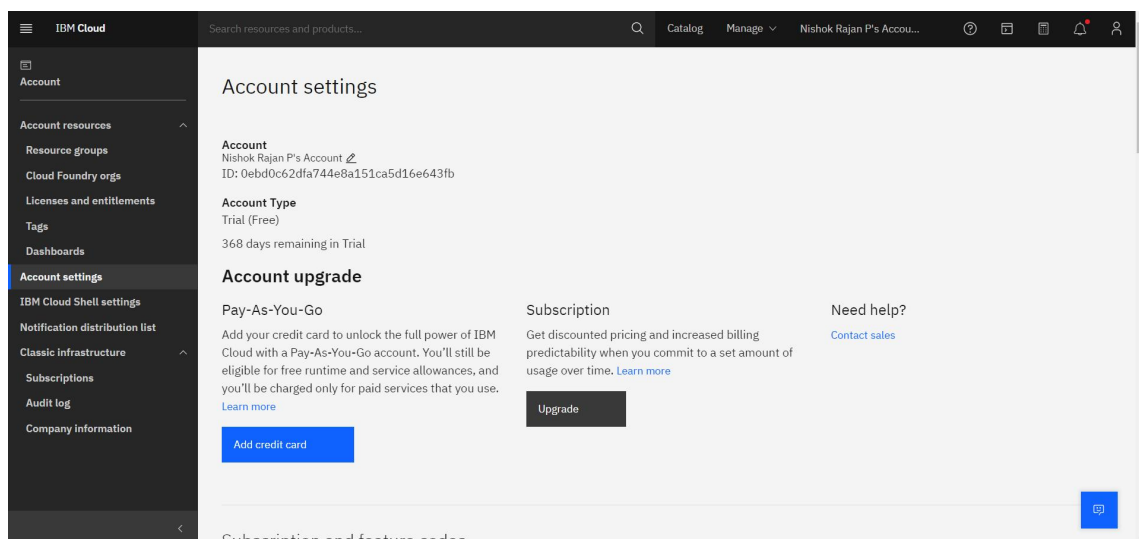 IBM Cloud
Search resources and products...
Catalog
Manage
Nishok Rajan P's Accou...
Account
Account resources
Resource groups
Cloud Foundry orgs
Licenses and entitlements
Tags
Dashboards
Account settings
IBM Cloud Shell settings
Notification distribution list
Classic infrastructure
Subscriptions
Audit log
Company information
Account settings
Account
Nishok Rajan P's Account
ID: 0ebd0c62dfa744e8a151ca5d16e643fb
Account Type
Trial (Free)
368 days remaining in Trial
Account upgrade
Pay-As-You-Go
Add your credit card to unlock the full power of IBM
Cloud with a Pay-As-You-Go account. You'll still be
eligible for free runtime and service allowances, and
you'll be charged only for paid services that you use.
Learn more
Add credit card
Subscription
Get discounted pricing and increased billing
predictability when you commit to a set amount of
usage over time. Learn more
Upgrade
Need help?
Contact sales
Subscription and feature codes